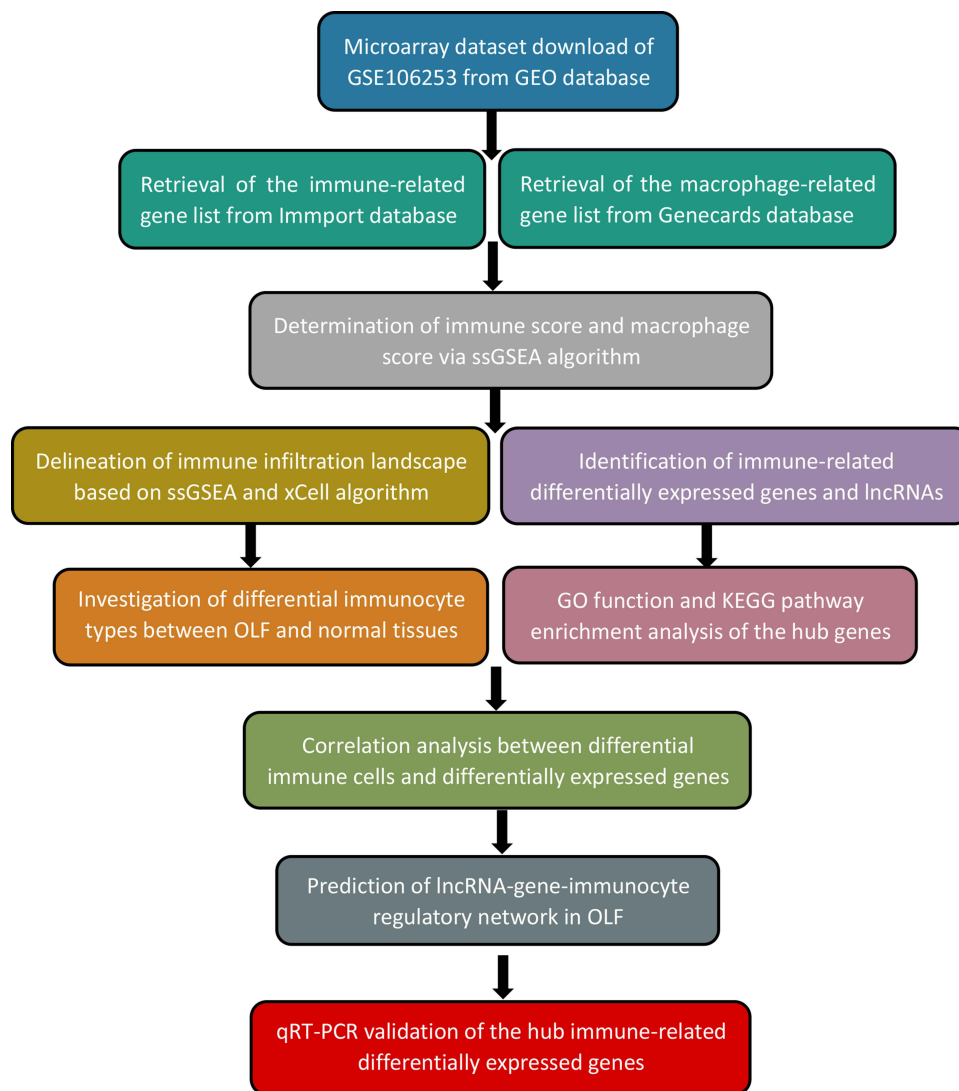 Microarray dataset download of
GSE106253 from GEO database
Retrieval of the immune-related
gene list from Immport database
Retrieval of the macrophage-related
gene list from Genecards database
Determination of immune score and macrophage
score via ssGSEA algorithm
Delineation of immune infiltration landscape
based on ssGSEA and xCell algorithm
Identification of immune-related
differentially expressed genes and lncRNAs
Investigation of differential immunocyte
types between OLF and normal tissues
GO function and KEGG pathway
enrichment analysis of the hub genes
Correlation analysis between differential
immune cells and differentially expressed genes
Prediction of lncRNA-gene-immunocyte
regulatory network in OLF
qRT-PCR validation of the hub immune-related
differentially expressed genes